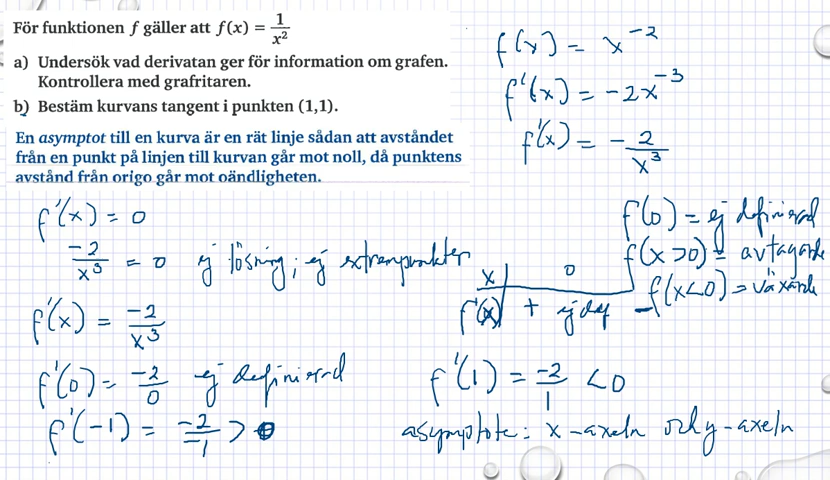 För funktionen f gäller att f(x) = 1/x²
a) Undersök vad derivatan ger för information om grafen.
Kontrollera med grafritaren.
b) Bestäm kurvans tangent i punkten (1,1).
En asymptot till en kurva är en rät linje sådan att avståndet
från en punkt på linjen till kurvan går mot noll, då punktens
avstånd från origo går mot oändligheten.
f(x) = x⁻²
f'(x) = -2x⁻³
f'(x) = - 2/x³
f'(x) = 0
-2/x³ = 0 ej lösning; ej extrempunkter
f'(x) = -2/x³
f'(0) = -2/0 ej definierad
f'(-1) = -2/-1 > 0
f(0) = ej definierad
f(x>0) = avtagande
f(x<0) = växande
x 0
f'(x) + ej def -
f'(1) = -2/1 < 0
asymptote: x-axeln och y-axeln